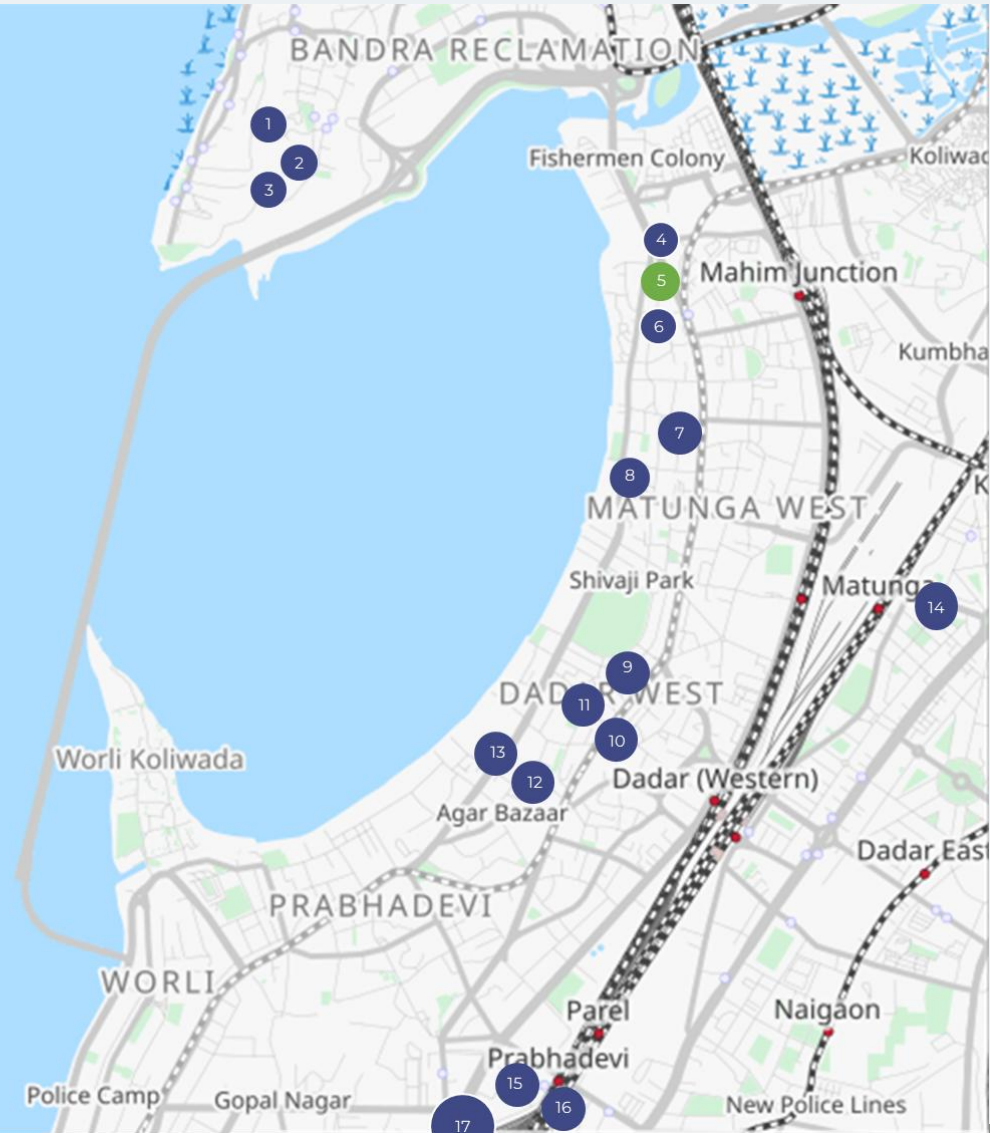 BANDRA RECLAMATION
1
Fishermen Colony
Koliwad
2
3
4
Mahim Junction
5
6
Kumbha
7
8
K
MATUNGA WEST
Shivaji Park
Matunga
14
9
DADAR WEST
11
10
13
Worli Koliwada
12
Dadar (Western)
Agar Bazaar
Dadar East
PRABHADEVI
WORLI
Parel
Naigaon
Prabhadevi
15
Police Camp
Gopal Nagar
16
New Police Lines
17